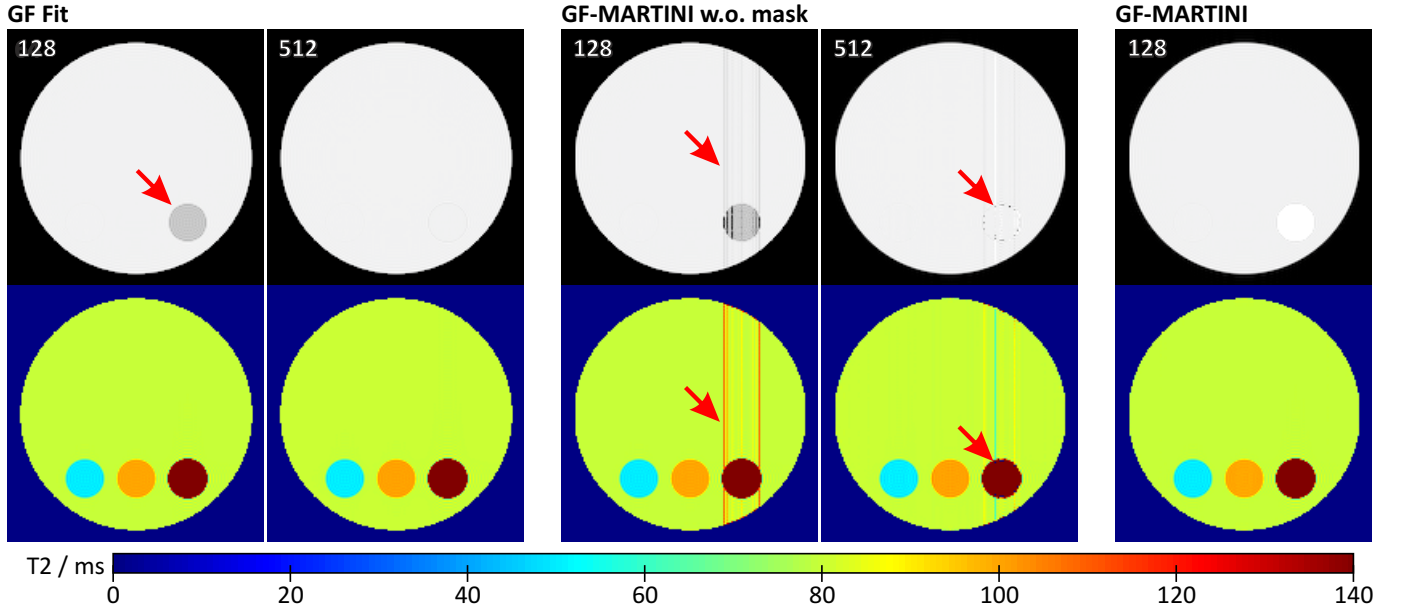 GF Fit
GF-MARTINI w.o. mask
GF-MARTINI
128
512
128
512
128
T2 / ms
0 20 40 60 80 100 120 140